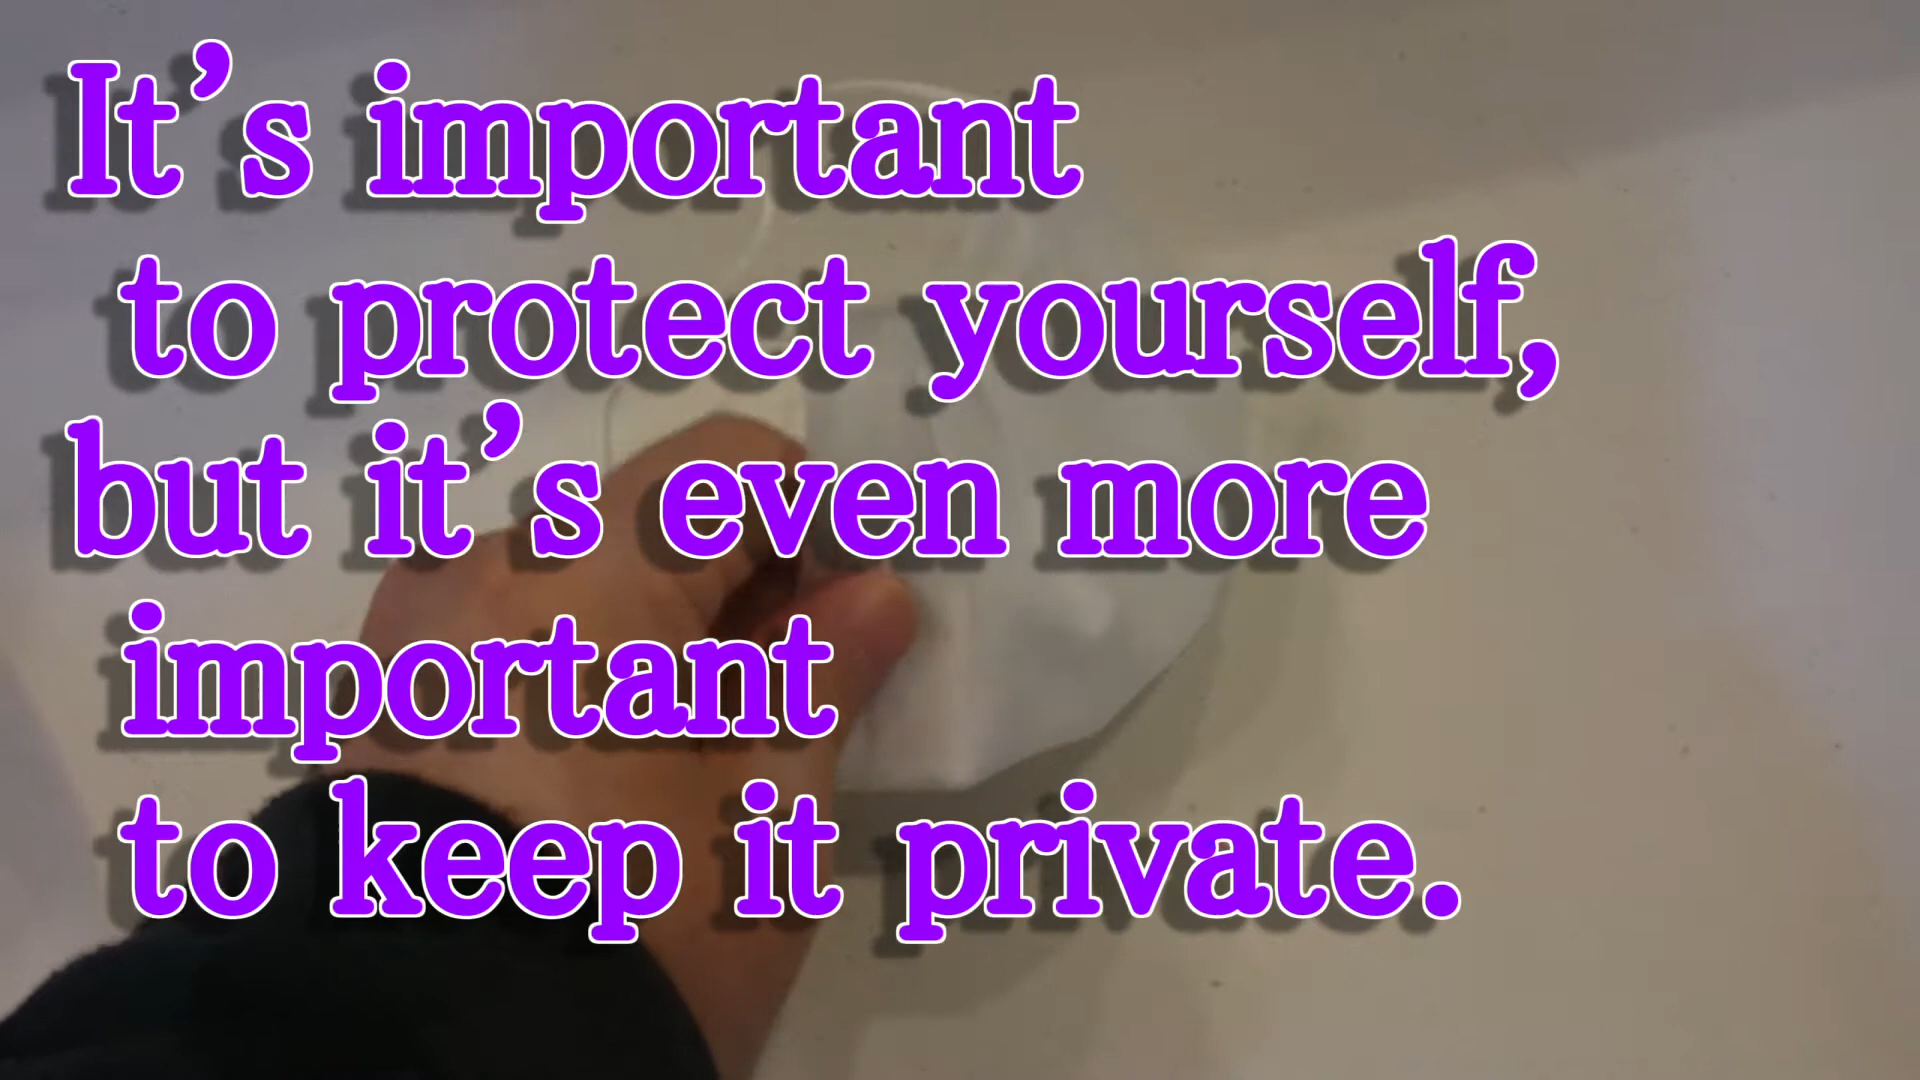 It’s important
to protect yourself,
but it’s even more
important
to keep it private.